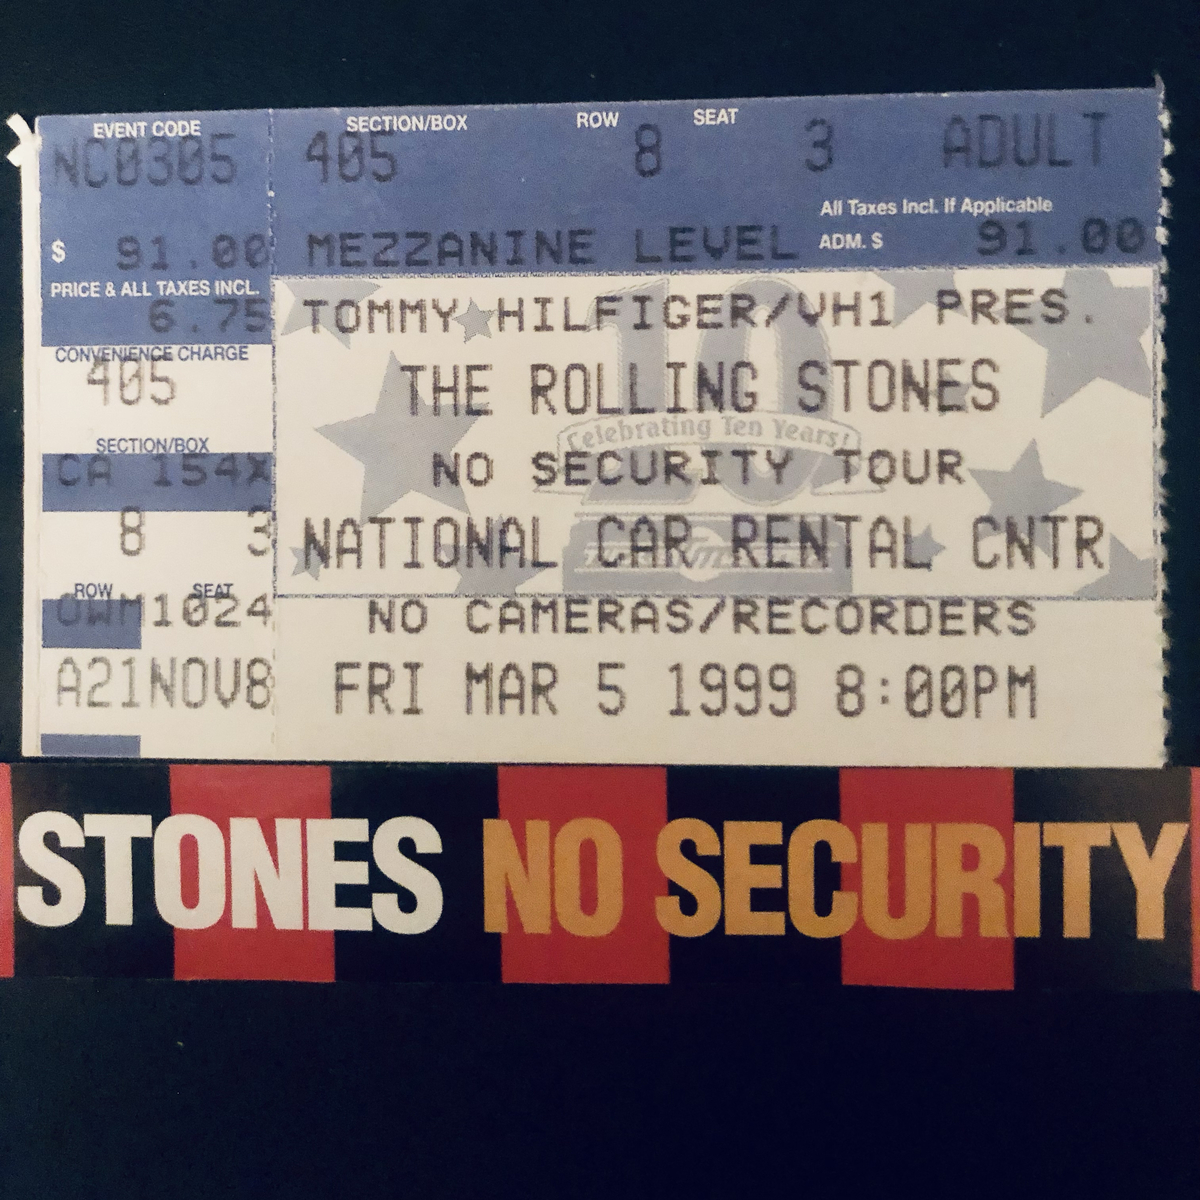 EVENT CODE SECTION/BOX ROW SEAT
NC0305 405 8 3 ADULT
All Taxes Incl. If Applicable
$ 91.00 MEZZANINE LEVEL ADM. $ 91.00
PRICE & ALL TAXES INCL.
6.75
CONVENIENCE CHARGE
405
SECTION/BOX
CA 154X
8 3
ROW SEAT
OWM1024
A21NOV8
TOMMY HILFIGER/VH1 PRES.
THE ROLLING STONES
10
Celebrating Ten Years!
NO SECURITY TOUR
NATIONAL CAR RENTAL CNTR
NO CAMERAS/RECORDERS
FRI MAR 5 1999 8:00PM
STONES NO SECURITY